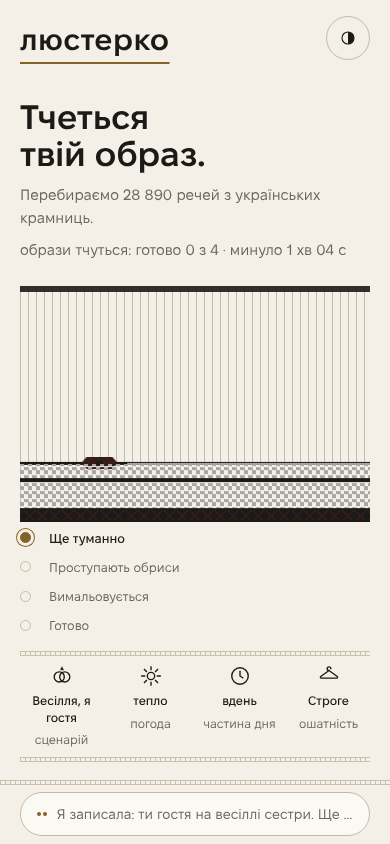 люстерко
Тчеться
твій образ.
Перебираємо 28 890 речей з українських
крамниць.
образи тчуться: готово 0 з 4 · минуло 1 хв 04 с
Ще туманно
Проступають обриси
Вимальовується
Готово
Весілля, я
гостя
сценарій
тепло
погода
вдень
частина дня
Строге
ошатність
Я записала: ти гостя на весіллі сестри. Ще ...